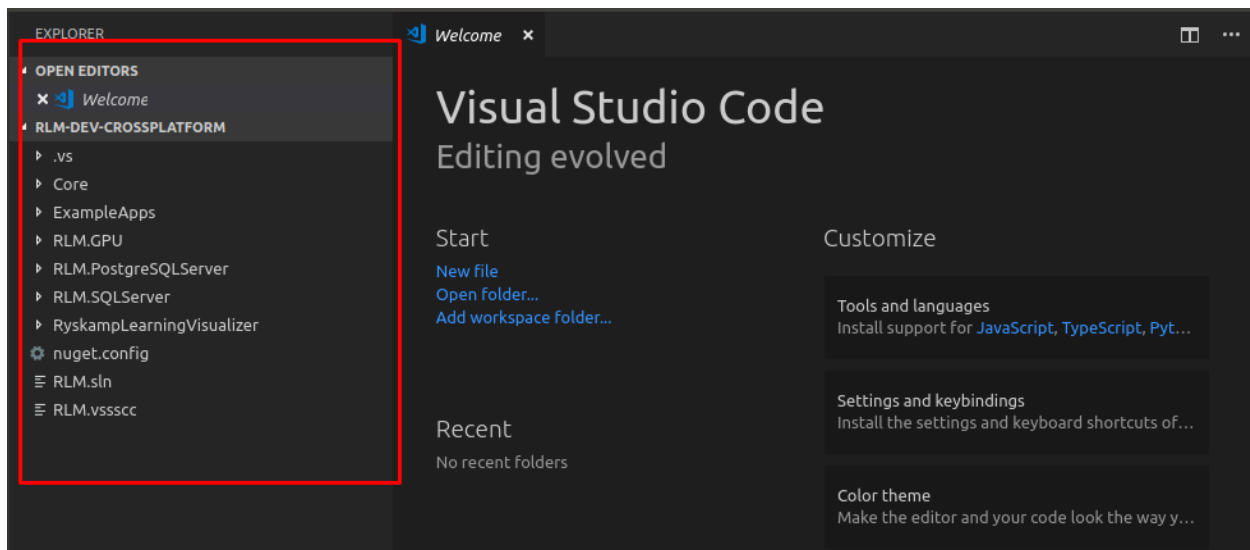 EXPLORER
OPEN EDITORS
Welcome
RLM-DEV-CROSSPLATFORM
.vs
Core
ExampleApps
RLM.GPU
RLM.PostgreSQLServer
RLM.SQLServer
RyskampLearningVisualizer
nuget.config
RLM.sln
RLM.vssscc
Welcome
Visual Studio Code
Editing evolved
Start
New file
Open folder...
Add workspace folder...
Recent
No recent folders
Customize
Tools and languages
Install support for JavaScript, TypeScript, Pyt...
Settings and keybindings
Install the settings and keyboard shortcuts of...
Color theme
Make the editor and your code look the way y...